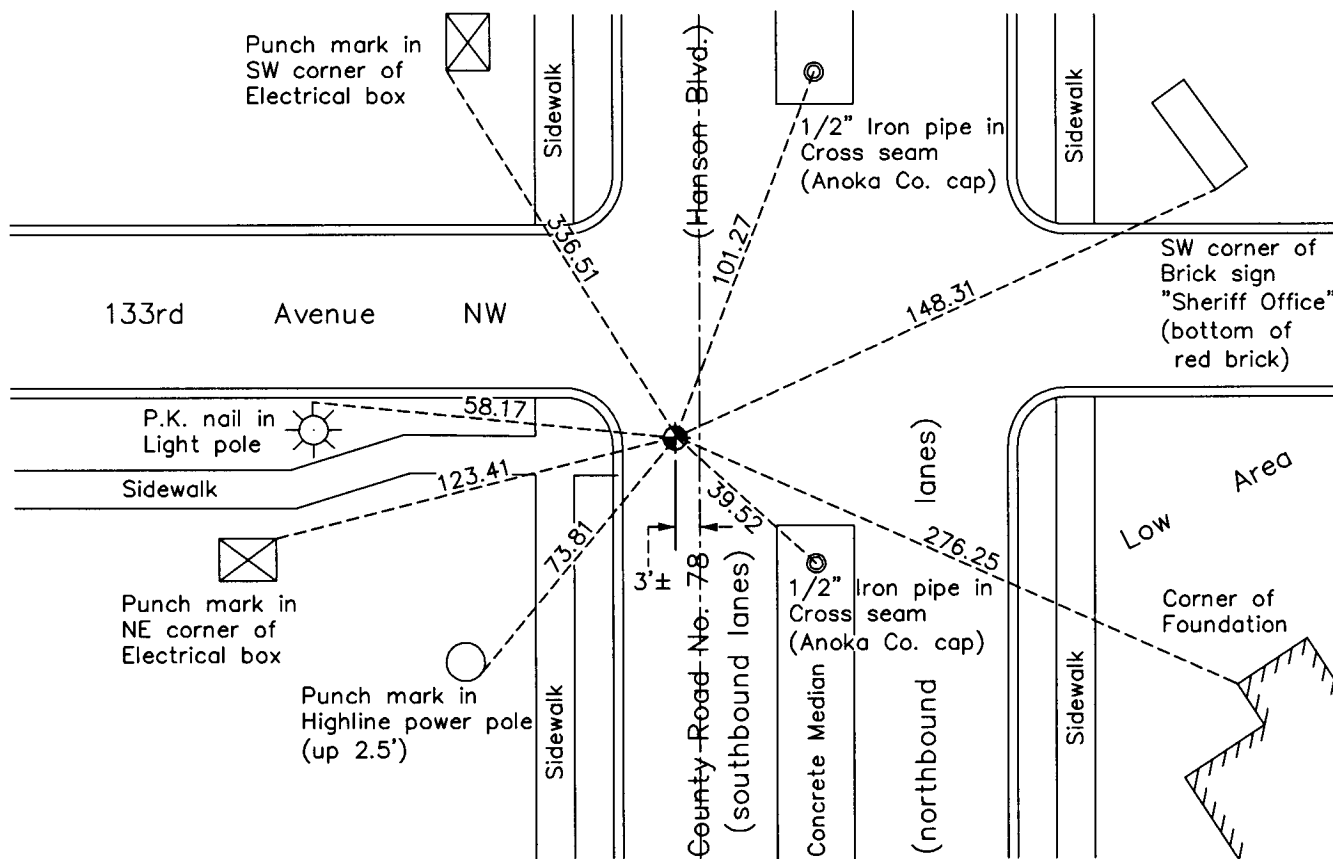 Punch mark in
SW corner of
Electrical box
Sidewalk
(Hanson Blvd.)
1/2" Iron pipe in
Cross seam
(Anoka Co. cap)
Sidewalk
336.51
101.27
148.31
SW corner of
Brick sign
"Sheriff Office"
(bottom of
red brick)
133rd Avenue NW
P.K. nail in
Light pole
58.17
Sidewalk
123.41
73.81
39.52
276.25
3'±
lanes)
Low Area
Punch mark in
NE corner of
Electrical box
Punch mark in
Highline power pole
(up 2.5')
Sidewalk
County Road No. 78
(southbound lanes)
1/2" Iron pipe in
Cross seam
(Anoka Co. cap)
Concrete Median
(northbound
Sidewalk
Corner of
Foundation